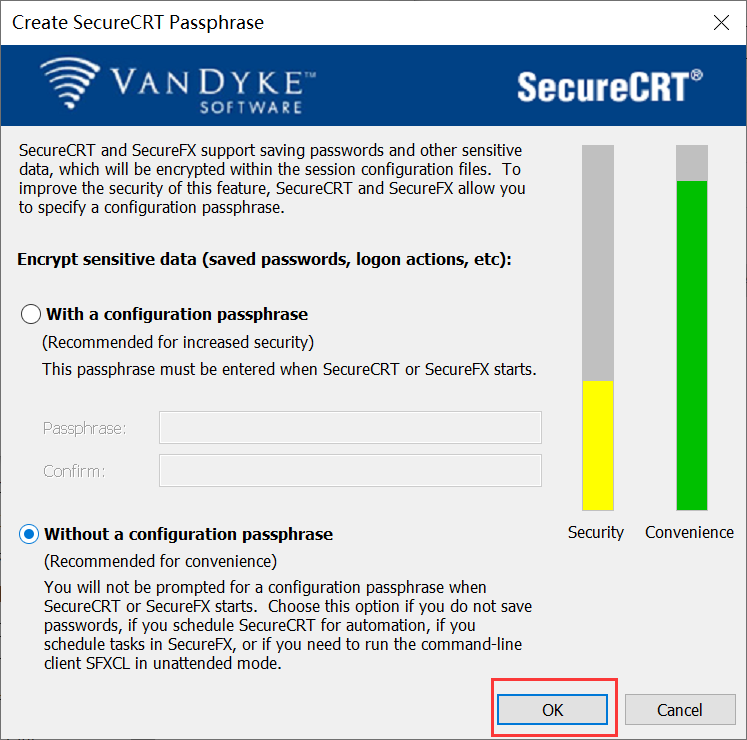 Create SecureCRT Passphrase
VANDYKE™
SOFTWARE
SecureCRT®
SecureCRT and SecureFX support saving passwords and other sensitive
data, which will be encrypted within the session configuration files.  To
improve the security of this feature, SecureCRT and SecureFX allow you
to specify a configuration passphrase.
Encrypt sensitive data (saved passwords, logon actions, etc):
With a configuration passphrase
(Recommended for increased security)
This passphrase must be entered when SecureCRT or SecureFX starts.
Passphrase:
Confirm:
Security
Convenience
Without a configuration passphrase
(Recommended for convenience)
You will not be prompted for a configuration passphrase when
SecureCRT or SecureFX starts.  Choose this option if you do not save
passwords, if you schedule SecureCRT for automation, if you
schedule tasks in SecureFX, or if you need to run the command-line
client SFXCL in unattended mode.
OK
Cancel